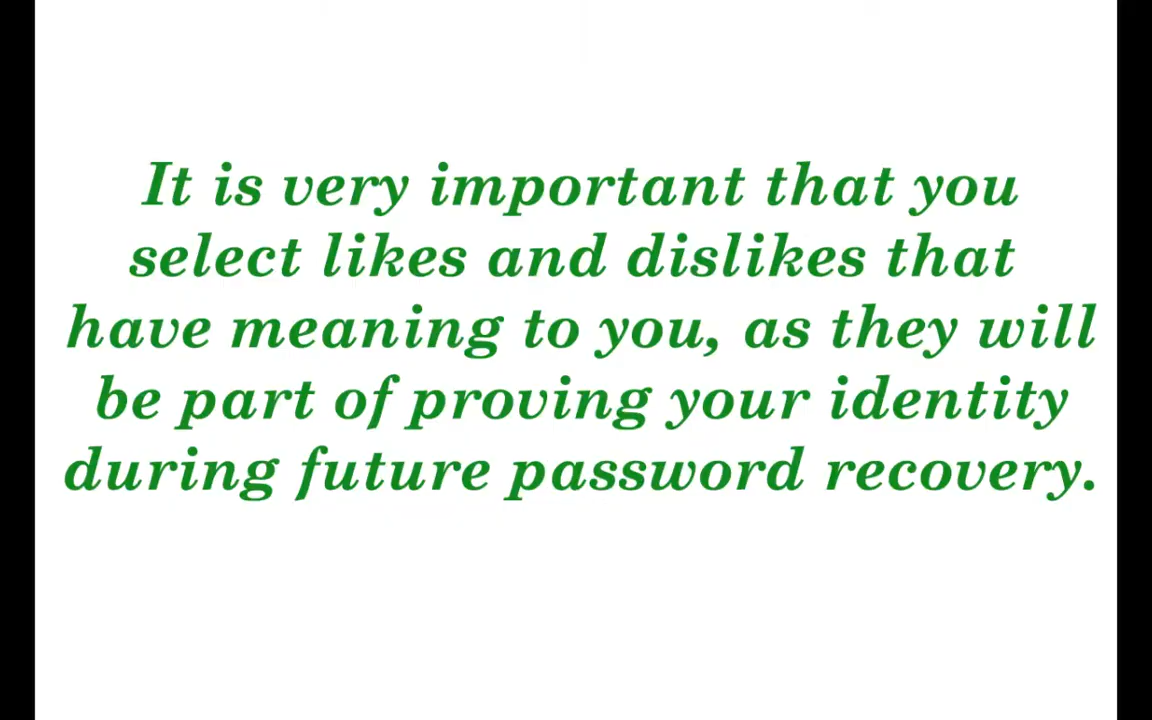 It is very important that you
select likes and dislikes that
have meaning to you, as they will
be part of proving your identity
during future password recovery.